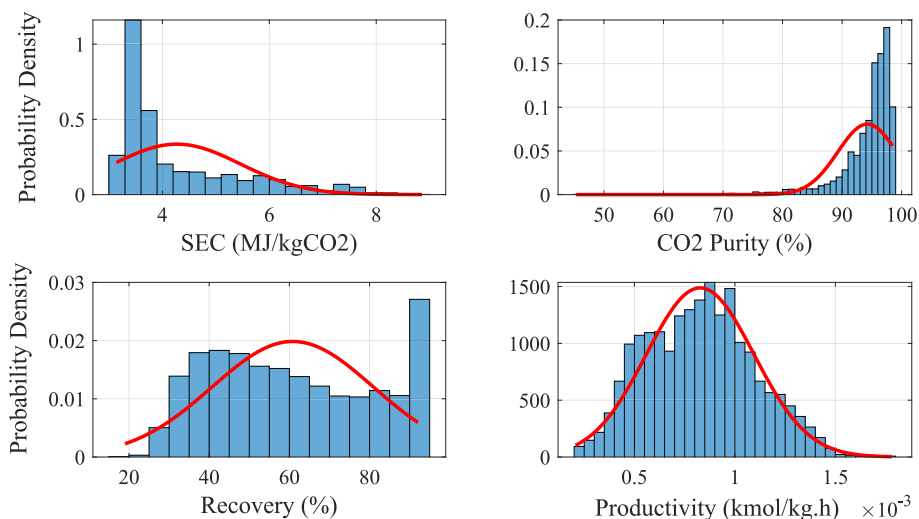 Probability Density
1
0.5
0
4 6 8
SEC (MJ/kgCO2)
0.2
0.15
0.1
0.05
0
50 60 70 80 90 100
CO2 Purity (%)
Probability Density
0.03
0.02
0.01
0
20 40 60 80
Recovery (%)
1500
1000
500
0
0.5 1 1.5
Productivity (kmol/kg.h) ×10⁻³